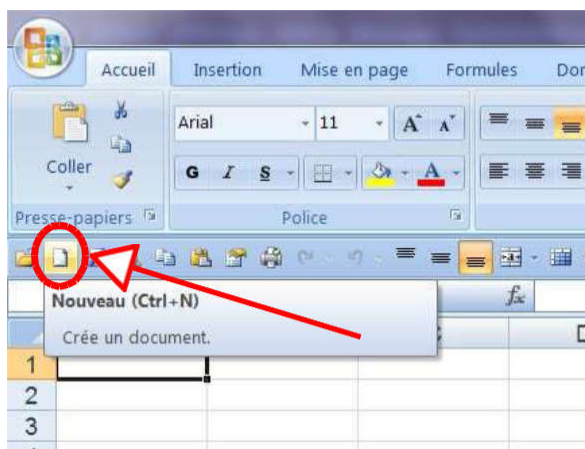 Accueil Insertion Mise en page Formules Don
Arial 11 A A
Coller G I S A
Presse-papiers Police
fx
Nouveau (Ctrl+N)
Crée un document.
1
2
3